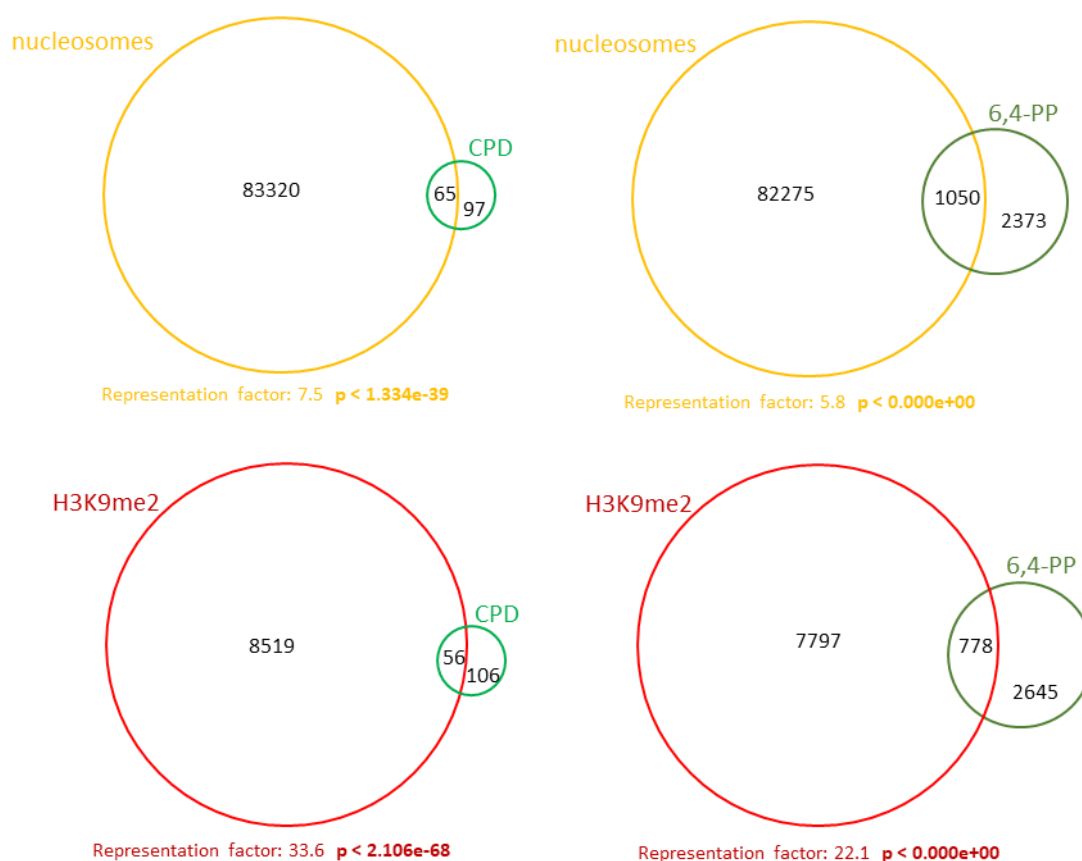 nucleosomes
CPD
83320
65
97
Representation factor: 7.5 p < 1.334e-39
nucleosomes
6,4-PP
82275
1050
2373
Representation factor: 5.8 p < 0.000e+00
H3K9me2
CPD
8519
56
106
Representation factor: 33.6 p < 2.106e-68
H3K9me2
6,4-PP
7797
778
2645
Representation factor: 22.1 p < 0.000e+00